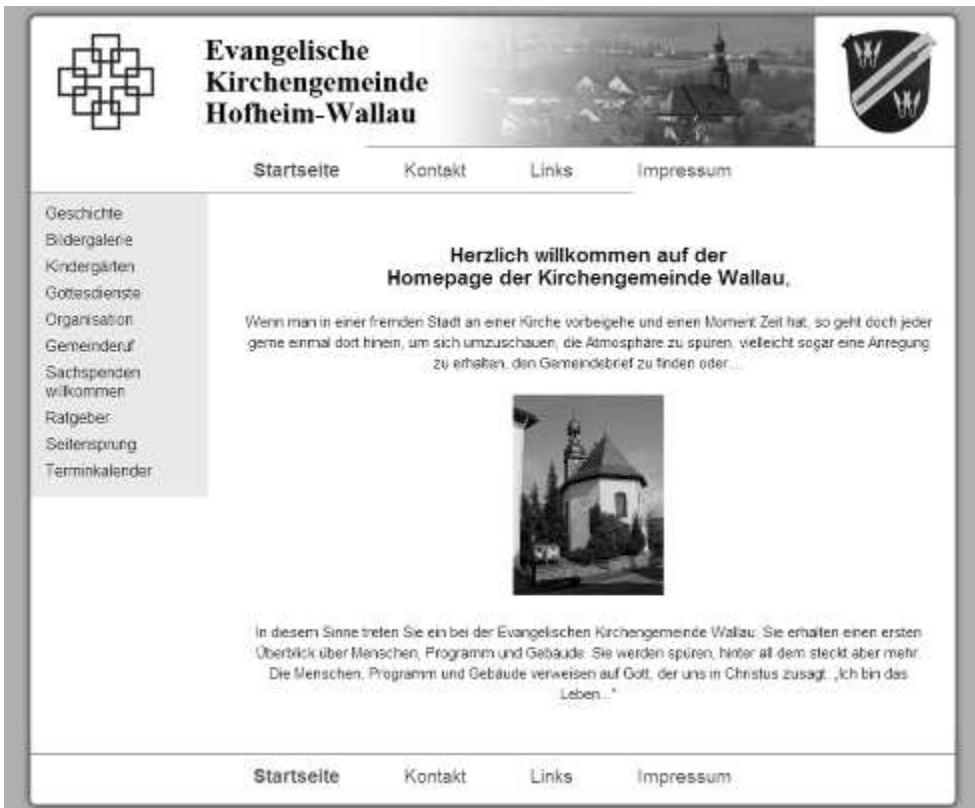 Evangelische
Kirchengemeinde
Hofheim-Wallau
Startseite Kontakt Links Impressum
Geschichte
Bildergalerie
Kindergärten
Gottesdienste
Organisation
Gemeinderuf
Sachspenden
willkommen
Ratgeber
Seitensprung
Terminkalender
Herzlich willkommen auf der
Homepage der Kirchengemeinde Wallau,
Wenn man in einer fremden Stadt an einer Kirche vorbeigehe und einen Moment Zeit hat, so geht doch jeder
gerne einmal dort hinein, um sich umzuschauen, die Atmosphäre zu spüren, vielleicht sogar eine Anregung
zu erhalten, den Gemeindebrief zu finden oder...
In diesem Sinne treten Sie ein bei der Evangelischen Kirchengemeinde Wallau. Sie erhalten einen ersten
Überblick über Menschen, Programm und Gebäude. Sie werden spüren, hinter all dem steckt aber mehr.
Die Menschen, Programm und Gebäude verweisen auf Gott, der uns in Christus zusagt: „Ich bin das
Leben..."
Startseite Kontakt Links Impressum